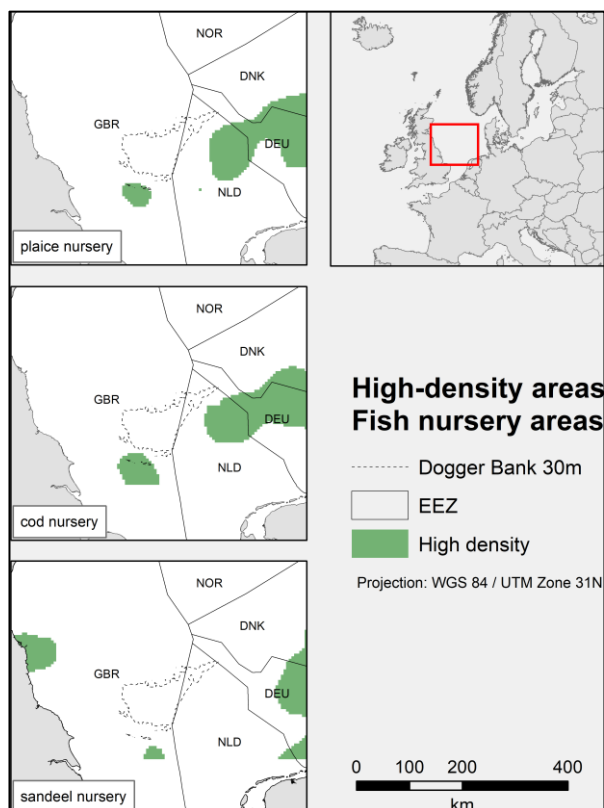 NOR
DNK
GBR
DEU
NLD
plaice nursery
NOR
DNK
GBR
DEU
NLD
cod nursery
NOR
DNK
GBR
DEU
NLD
sandeel nursery
High-density areas
Fish nursery areas
Dogger Bank 30m
EEZ
High density
Projection: WGS 84 / UTM Zone 31N
0 100 200 400
km